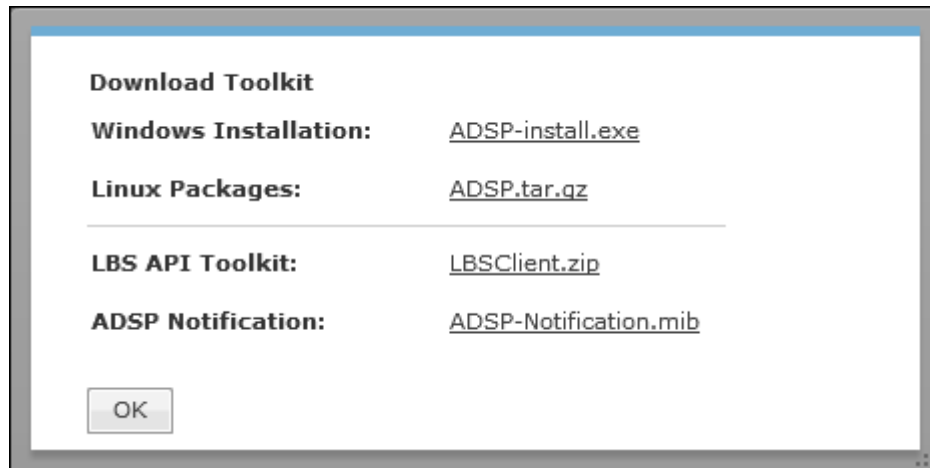 Download Toolkit
Windows Installation: ADSP-install.exe
Linux Packages: ADSP.tar.gz
LBS API Toolkit: LBSClient.zip
ADSP Notification: ADSP-Notification.mib
OK